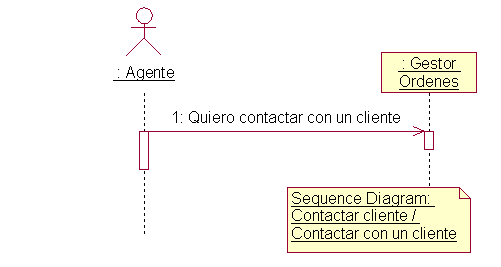 : Agente
: Gestor
Ordenes
1: Quiero contactar con un cliente
Sequence Diagram:
Contactar cliente /
Contactar con un cliente